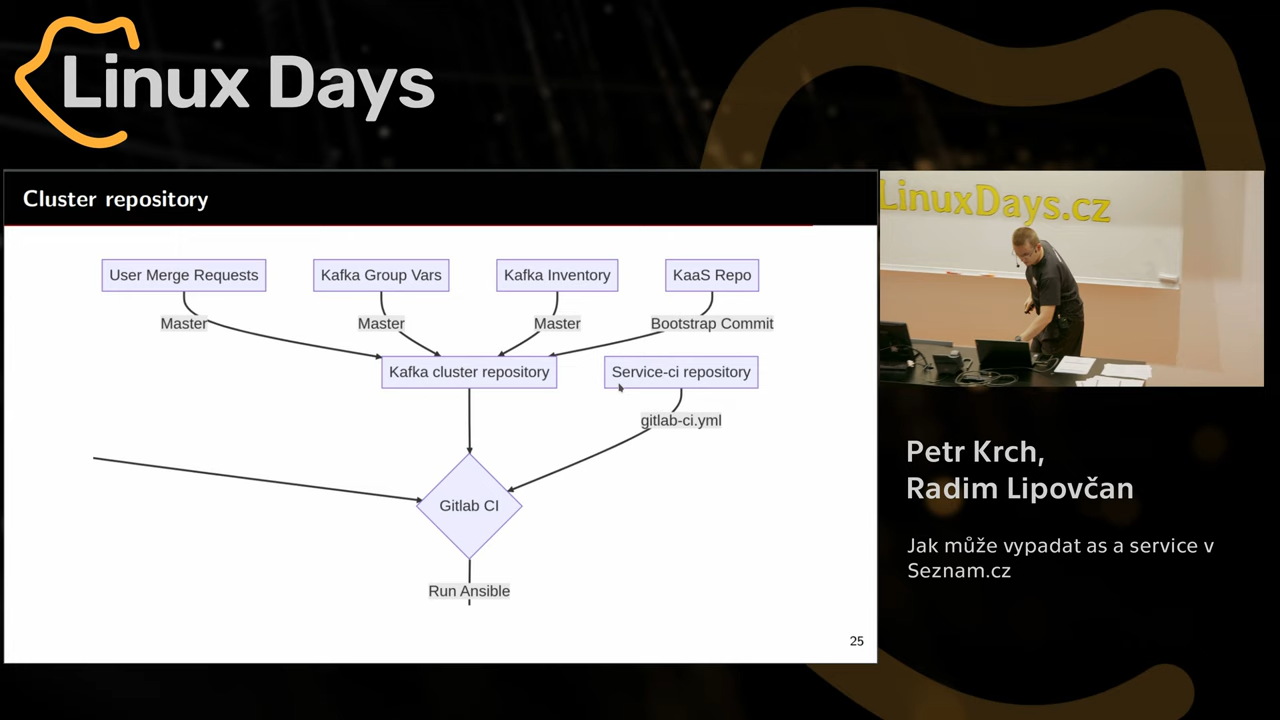 Linux Days
Cluster repository
User Merge Requests
Kafka Group Vars
Kafka Inventory
KaaS Repo
Master
Master
Master
Bootstrap Commit
Kafka cluster repository
Service-ci repository
gitlab-ci.yml
Gitlab CI
Run Ansible
25
LinuxDays.cz
Petr Krch,
Radim Lipovčan
Jak může vypadat as a service v
Seznam.cz